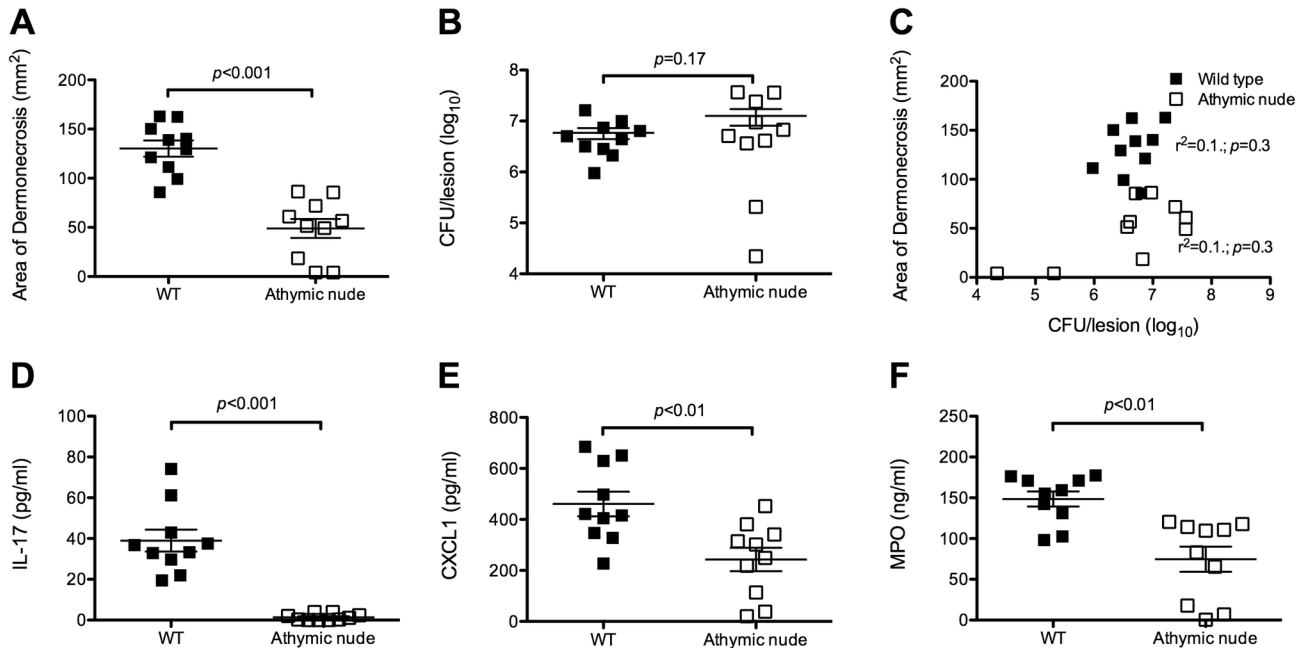 A
Area of Dermonecrosis (mm²)
200
150
100
50
0
p<0.001
WT
Athymic nude
B
CFU/lesion (log₁₀)
8
7
6
5
4
p=0.17
WT
Athymic nude
C
Area of Dermonecrosis (mm²)
200
150
100
50
0
Wild type
Athymic nude
r²=0.1.; p=0.3
r²=0.1.; p=0.3
4 5 6 7 8 9
CFU/lesion (log₁₀)
D
IL-17 (pg/ml)
100
80
60
40
20
0
p<0.001
WT
Athymic nude
E
CXCL1 (pg/ml)
800
600
400
200
0
p<0.01
WT
Athymic nude
F
MPO (ng/ml)
250
200
150
100
50
0
p<0.01
WT
Athymic nude